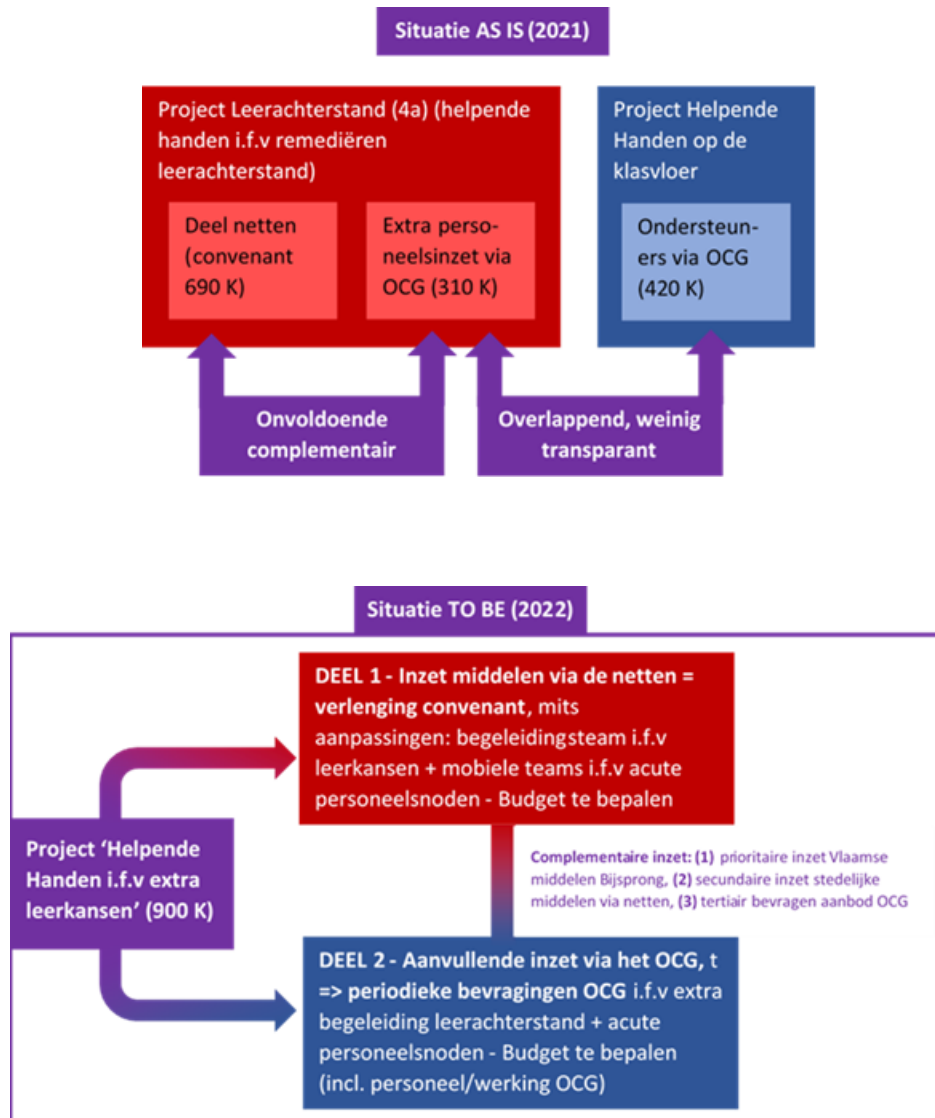 Situatie AS IS (2021)
Project Leerachterstand (4a) (helpende
handen i.f.v remediëren
leerachterstand)
Deel netten
(convenant
690 K)
Extra perso-
neelsinzet via
OCG (310 K)
Project Helpende
Handen op de
klasvloer
Ondersteun-
ers via OCG
(420 K)
Onvoldoende
complementair
Overlappend, weinig
transparant
Situatie TO BE (2022)
DEEL 1 - Inzet middelen via de netten =
verlenging convenant, mits
aanpassingen: begeleidingsteam i.f.v
leerkansen + mobiele teams i.f.v acute
personeelsnoden - Budget te bepalen
Project ‘Helpende
Handen i.f.v extra
leerkansen’ (900 K)
Complementaire inzet: (1) prioritaire inzet Vlaamse
middelen Bijsprong, (2) secundaire inzet stedelijke
middelen via netten, (3) tertiair bevragen aanbod OCG
DEEL 2 - Aanvullende inzet via het OCG, t
=> periodieke bevragingen OCG i.f.v extra
begeleiding leerachterstand + acute
personeelsnoden - Budget te bepalen
(incl. personeel/werking OCG)